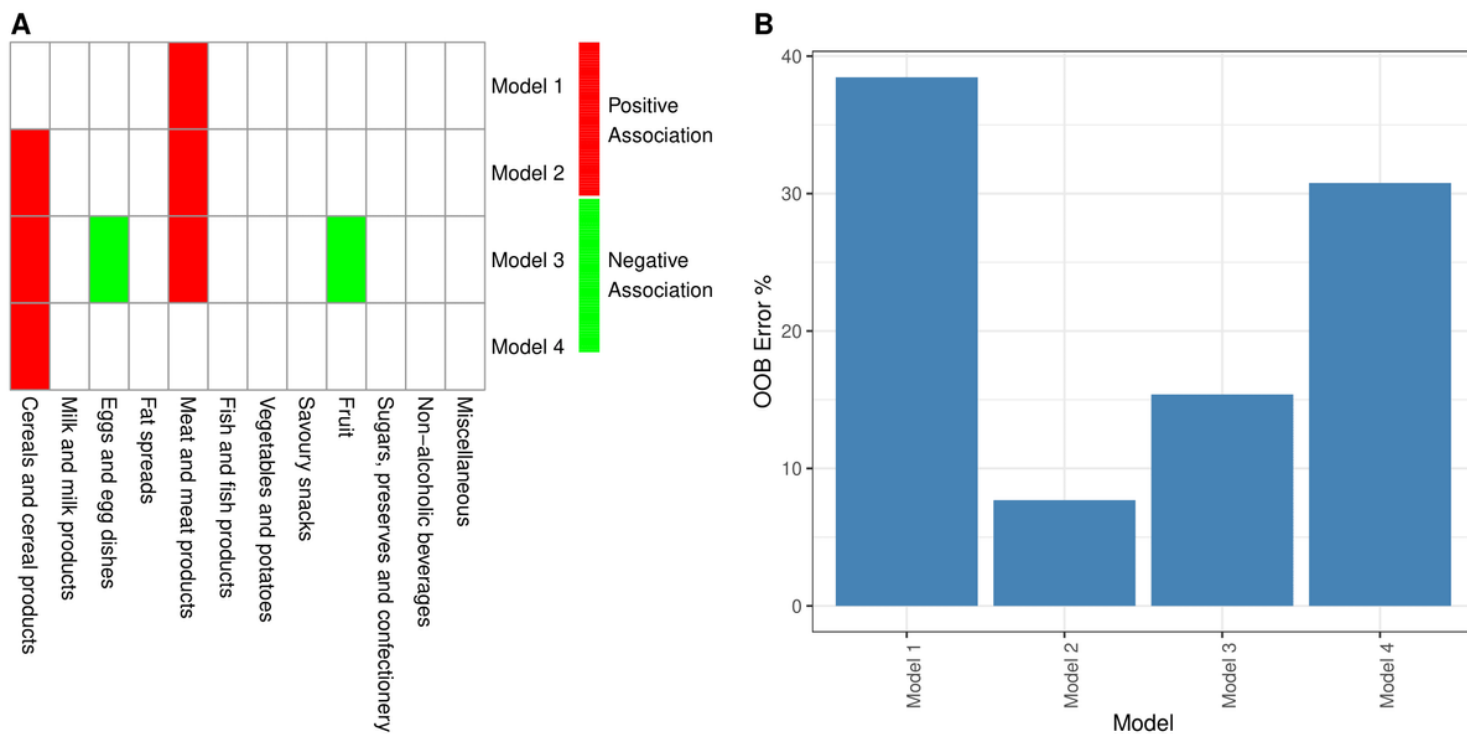 A
Model 1
Model 2
Model 3
Model 4
Positive
Association
Negative
Association
Cereals and cereal products
Milk and milk products
Eggs and egg dishes
Fat spreads
Meat and meat products
Fish and fish products
Vegetables and potatoes
Savoury snacks
Fruit
Sugars, preserves and confectionery
Non−alcoholic beverages
Miscellaneous
B
OOB Error %
40
30
20
10
0
Model 1
Model 2
Model 3
Model 4
Model